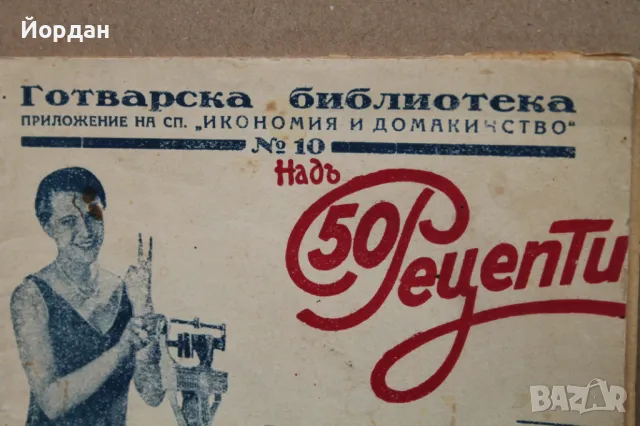 Йордан
Готварска библиотека
ПРИЛОЖЕНИЕ НА СП. „ИКОНОМИЯ И ДОМАКИНСТВО"
№ 10
Надъ
50 Рецепти
BAZAR